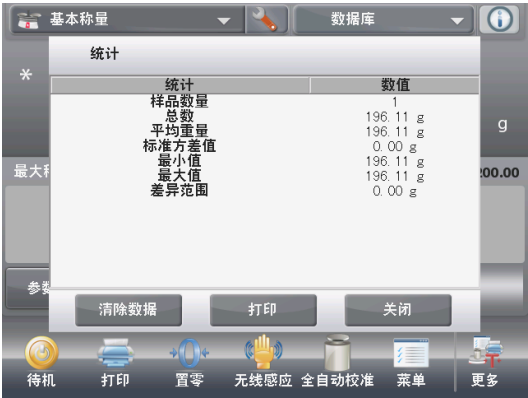 基本称量 数据库
统计
*
统计 数值
样品数量 1
总数 196.11 g
平均重量 196.11 g
标准方差值 0.00 g
最小值 196.11 g
最大值 196.11 g
差异范围 0.00 g
g
最大 200.00
参数
清除数据 打印 关闭
待机 打印 置零 无线感应 全自动校准 菜单 更多